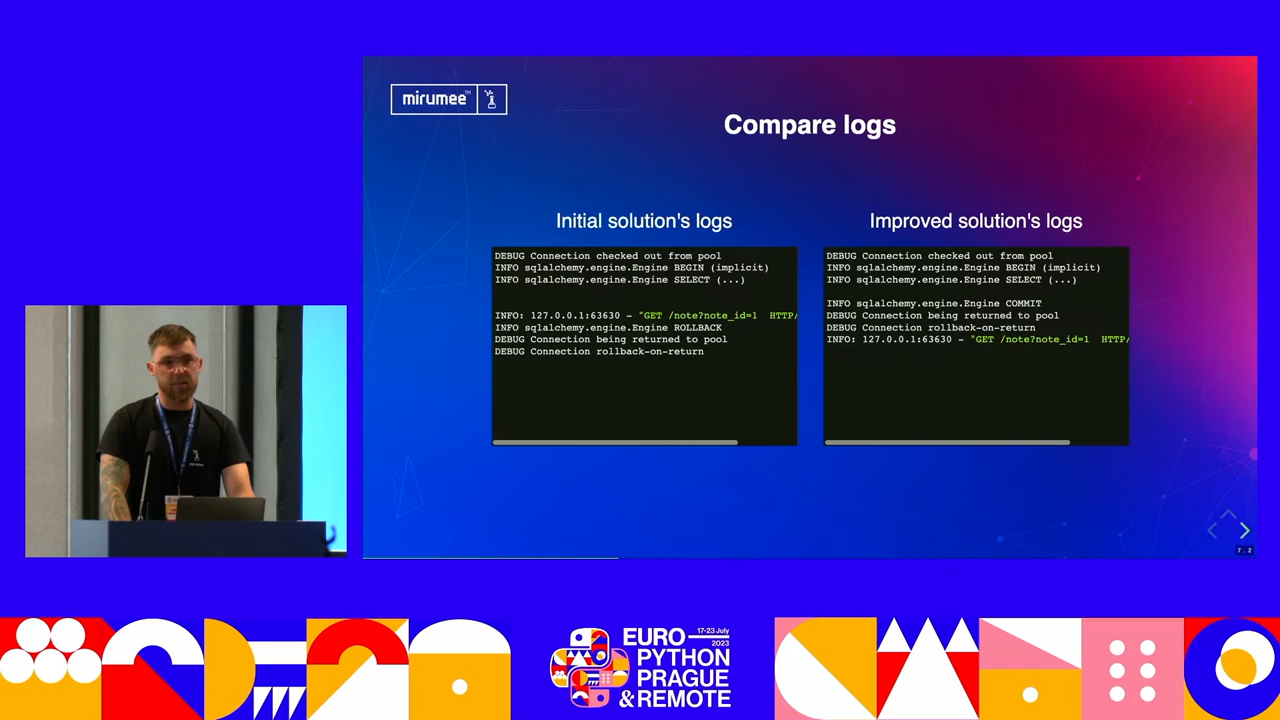 mirumee™
Compare logs
Initial solution's logs
DEBUG Connection checked out from pool
INFO sqlalchemy.engine.Engine BEGIN (implicit)
INFO sqlalchemy.engine.Engine SELECT (...)
INFO: 127.0.0.1:63630 - "GET /note?note_id=1 HTTP/
INFO sqlalchemy.engine.Engine ROLLBACK
DEBUG Connection being returned to pool
DEBUG Connection rollback-on-return
Improved solution's logs
DEBUG Connection checked out from pool
INFO sqlalchemy.engine.Engine BEGIN (implicit)
INFO sqlalchemy.engine.Engine SELECT (...)
INFO sqlalchemy.engine.Engine COMMIT
DEBUG Connection being returned to pool
DEBUG Connection rollback-on-return
INFO: 127.0.0.1:63630 - "GET /note?note_id=1 HTTP/
7.2
17-23 July
2023
EURO
PYTHON
PRAGUE
& REMOTE